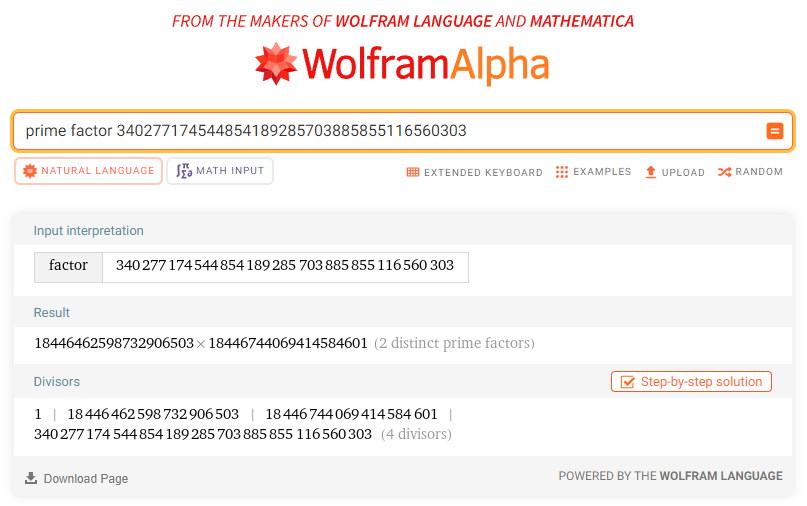 FROM THE MAKERS OF WOLFRAM LANGUAGE AND MATHEMATICA
WolframAlpha
prime factor 340277174544854189285703885855116560303
NATURAL LANGUAGE
MATH INPUT
EXTENDED KEYBOARD
EXAMPLES
UPLOAD
RANDOM
Input interpretation
factor 340 277 174 544 854 189 285 703 885 855 116 560 303
Result
18446462598732906503 × 18446744069414584601 (2 distinct prime factors)
Divisors
Step-by-step solution
1 | 18 446 462 598 732 906 503 | 18 446 744 069 414 584 601 |
340 277 174 544 854 189 285 703 885 855 116 560 303 (4 divisors)
Download Page
POWERED BY THE WOLFRAM LANGUAGE